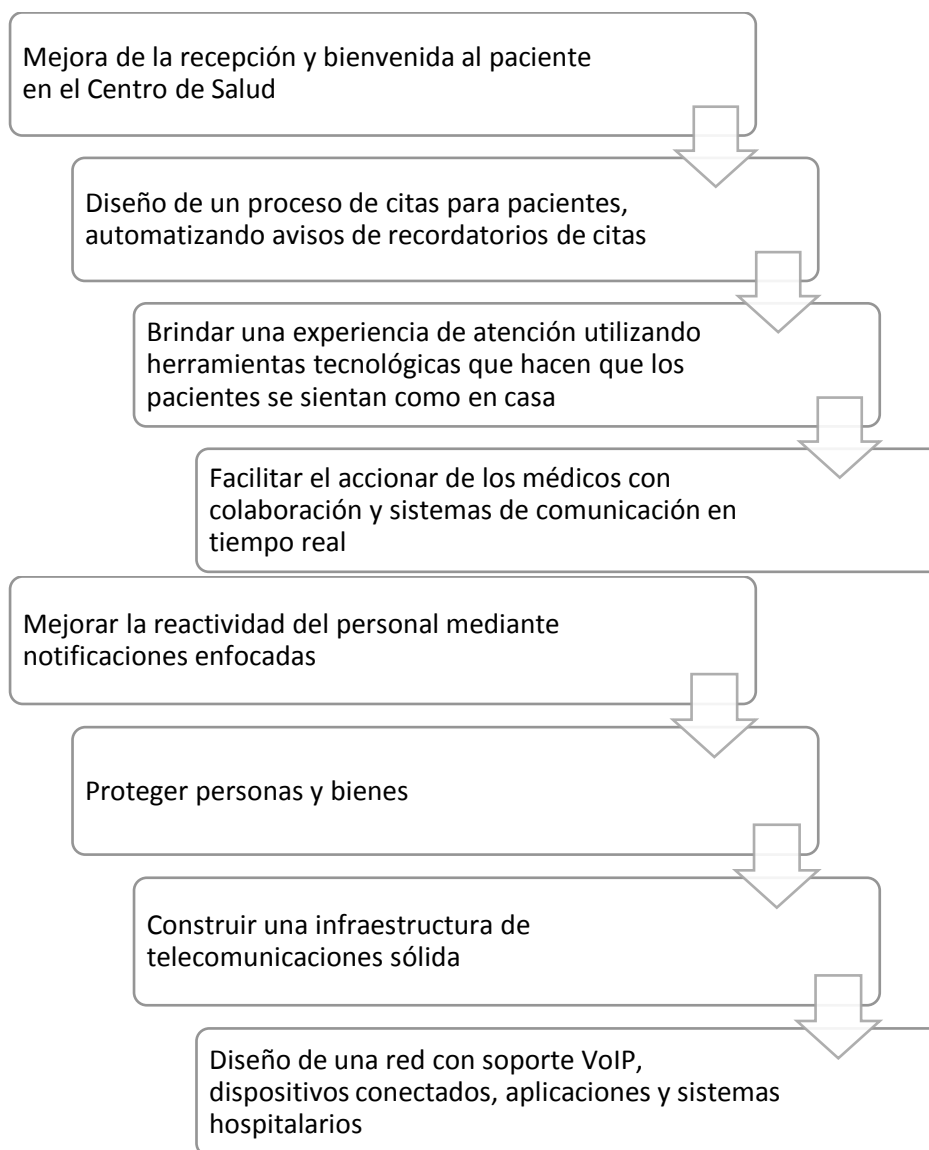 Mejora de la recepción y bienvenida al paciente
en el Centro de Salud
Diseño de un proceso de citas para pacientes,
automatizando avisos de recordatorios de citas
Brindar una experiencia de atención utilizando
herramientas tecnológicas que hacen que los
pacientes se sientan como en casa
Facilitar el accionar de los médicos con
colaboración y sistemas de comunicación en
tiempo real
Mejorar la reactividad del personal mediante
notificaciones enfocadas
Proteger personas y bienes
Construir una infraestructura de
telecomunicaciones sólida
Diseño de una red con soporte VoIP,
dispositivos conectados, aplicaciones y sistemas
hospitalarios